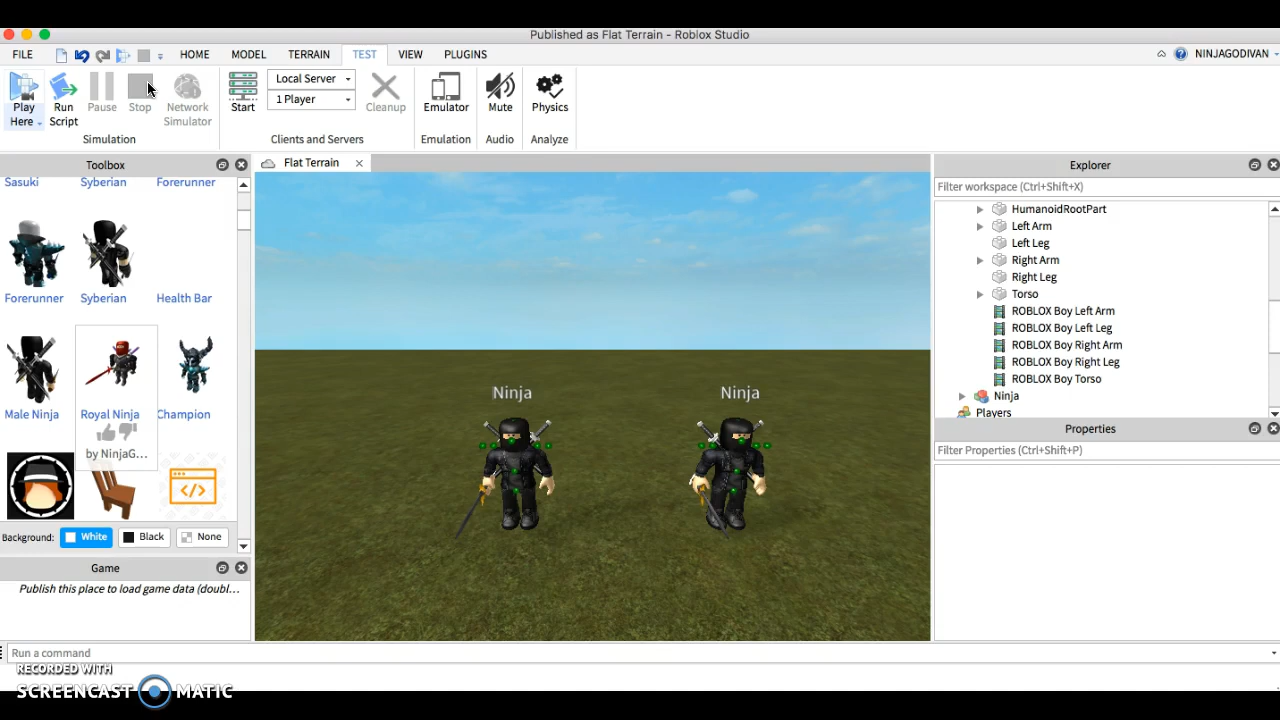 Published as Flat Terrain - Roblox Studio
FILE HOME MODEL TERRAIN TEST VIEW PLUGINS NINJAGODIVAN
Play Here
Run Script
Pause
Stop
Network Simulator
Simulation
Start
Local Server
1 Player
Cleanup
Clients and Servers
Emulator
Emulation
Mute
Audio
Physics
Analyze
Toolbox
Sasuki Syberian Forerunner
Forerunner Syberian Health Bar
Male Ninja Royal Ninja Champion
by NinjaG...
</>
Background: White Black None
Game
Publish this place to load game data (doubl...
Flat Terrain
Ninja Ninja
Explorer
Filter workspace (Ctrl+Shift+X)
HumanoidRootPart
Left Arm
Left Leg
Right Arm
Right Leg
Torso
ROBLOX Boy Left Arm
ROBLOX Boy Left Leg
ROBLOX Boy Right Arm
ROBLOX Boy Right Leg
ROBLOX Boy Torso
Ninja
Players
Properties
Filter Properties (Ctrl+Shift+P)
Run a command
RECORDED WITH
SCREENCAST MATIC